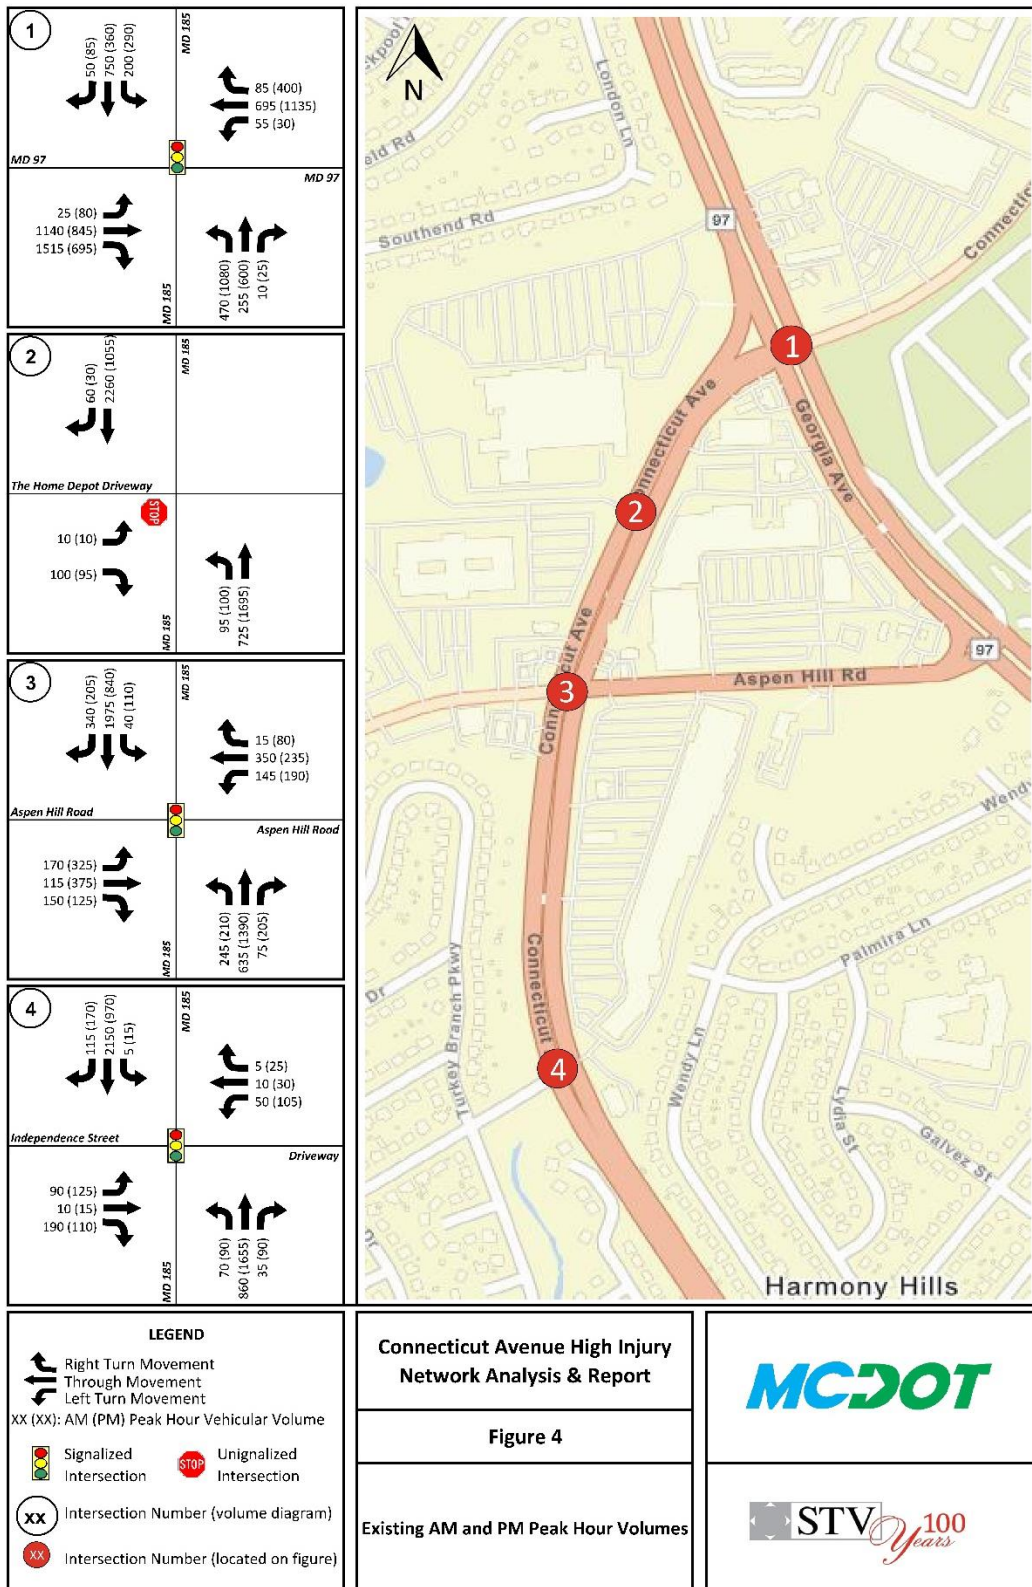 1
MD 185
50 (85)
750 (360)
200 (290)
85 (400)
695 (1135)
55 (30)
MD 97
MD 97
25 (80)
1140 (845)
1515 (695)
MD 185
470 (1080)
255 (600)
10 (25)
2
MD 185
60 (30)
2260 (1055)
The Home Depot Driveway
STOP
10 (10)
100 (95)
MD 185
95 (100)
725 (1695)
3
MD 185
340 (205)
1975 (840)
40 (110)
15 (80)
350 (235)
145 (190)
Aspen Hill Road
Aspen Hill Road
170 (325)
115 (375)
150 (125)
MD 185
245 (210)
635 (1390)
75 (205)
4
MD 185
115 (170)
2150 (970)
5 (15)
5 (25)
10 (30)
50 (105)
Independence Street
Driveway
90 (125)
10 (15)
190 (110)
MD 185
70 (90)
860 (1655)
35 (90)
N
London Ln
Southend Rd
97
Connectic
1
Connecticut Ave
Georgia Ave
2
97
Aspen Hill Rd
3
Turkey Branch Pkwy
Connecticut
Wendy Ln
Palmira Ln
Lydia St
Galvez St
4
Dr
Dr
Wendy
Harmony Hills
LEGEND
Right Turn Movement
Through Movement
Left Turn Movement
XX (XX): AM (PM) Peak Hour Vehicular Volume
Signalized
Intersection
STOP
Unignalized
Intersection
XX
Intersection Number (volume diagram)
XX
Intersection Number (located on figure)
Connecticut Avenue High Injury
Network Analysis & Report
Figure 4
Existing AM and PM Peak Hour Volumes
MCDOT
STV 100
Years